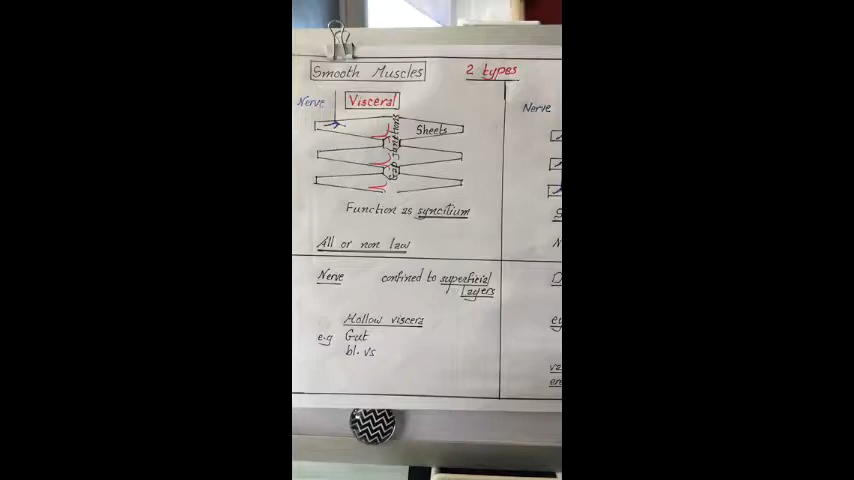 Smooth Muscles
2 types
Nerve
Visceral
Gap junctions
Sheets
Function as syncitium
All or non law
Nerve confined to superficial
layers
Hollow viscera
e.g Gut
bl. vs
Nerve